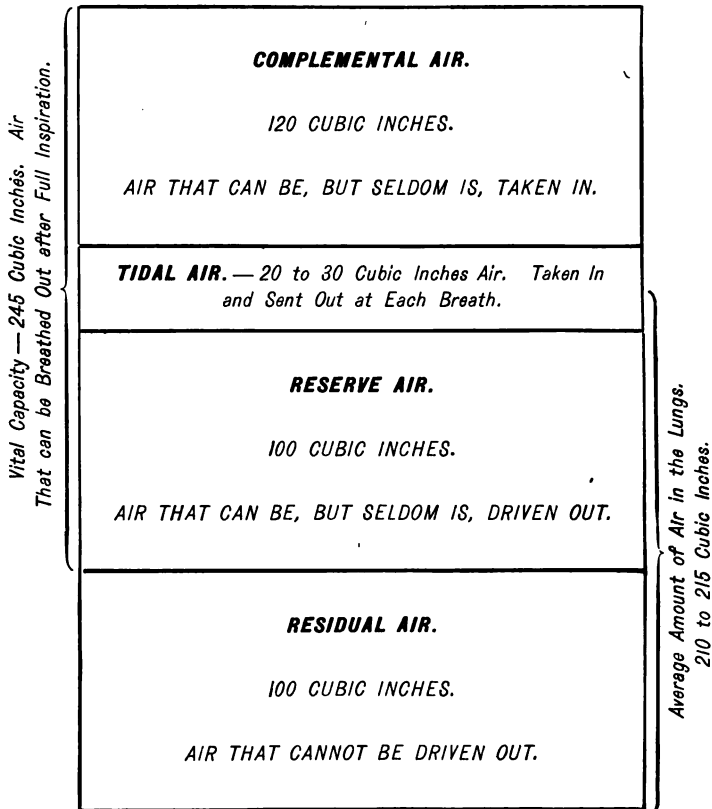 COMPLEMENTAL AIR.
120 CUBIC INCHES.
AIR THAT CAN BE, BUT SELDOM IS, TAKEN IN.
TIDAL AIR. — 20 to 30 Cubic Inches Air. Taken In
and Sent Out at Each Breath.
RESERVE AIR.
100 CUBIC INCHES.
AIR THAT CAN BE, BUT SELDOM IS, DRIVEN OUT.
RESIDUAL AIR.
100 CUBIC INCHES.
AIR THAT CANNOT BE DRIVEN OUT.
Vital Capacity — 245 Cubic Inches. Air
That can be Breathed Out after Full Inspiration.
Average Amount of Air in the Lungs.
210 to 215 Cubic Inches.